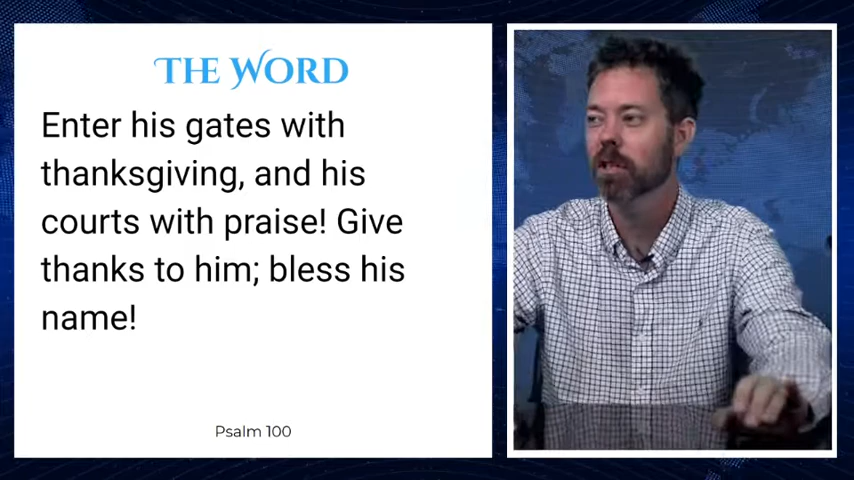 THE WORD
Enter his gates with
thanksgiving, and his
courts with praise! Give
thanks to him; bless his
name!
Psalm 100